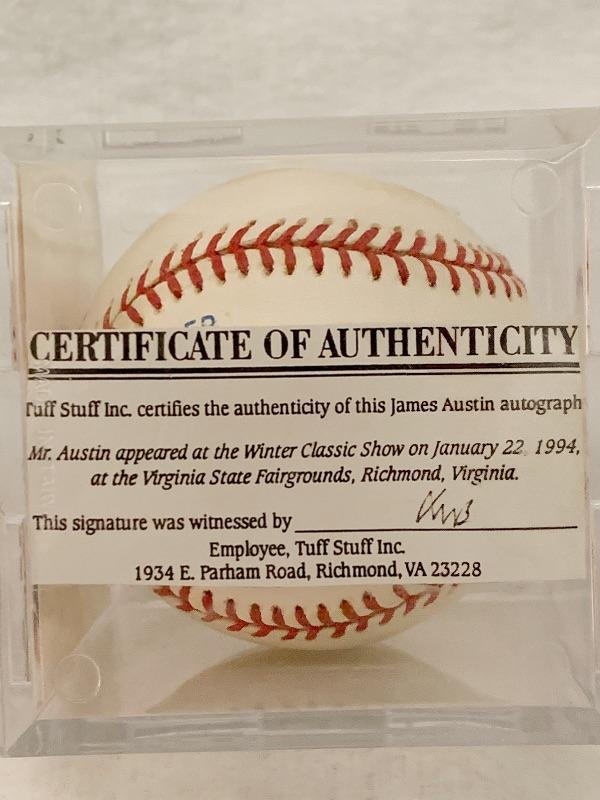 CERTIFICATE OF AUTHENTICITY
Tuff Stuff Inc. certifies the authenticity of this James Austin autograph
Mr. Austin appeared at the Winter Classic Show on January 22, 1994,
at the Virginia State Fairgrounds, Richmond, Virginia.
This signature was witnessed by
Employee, Tuff Stuff Inc.
1934 E. Parham Road, Richmond, VA 23228